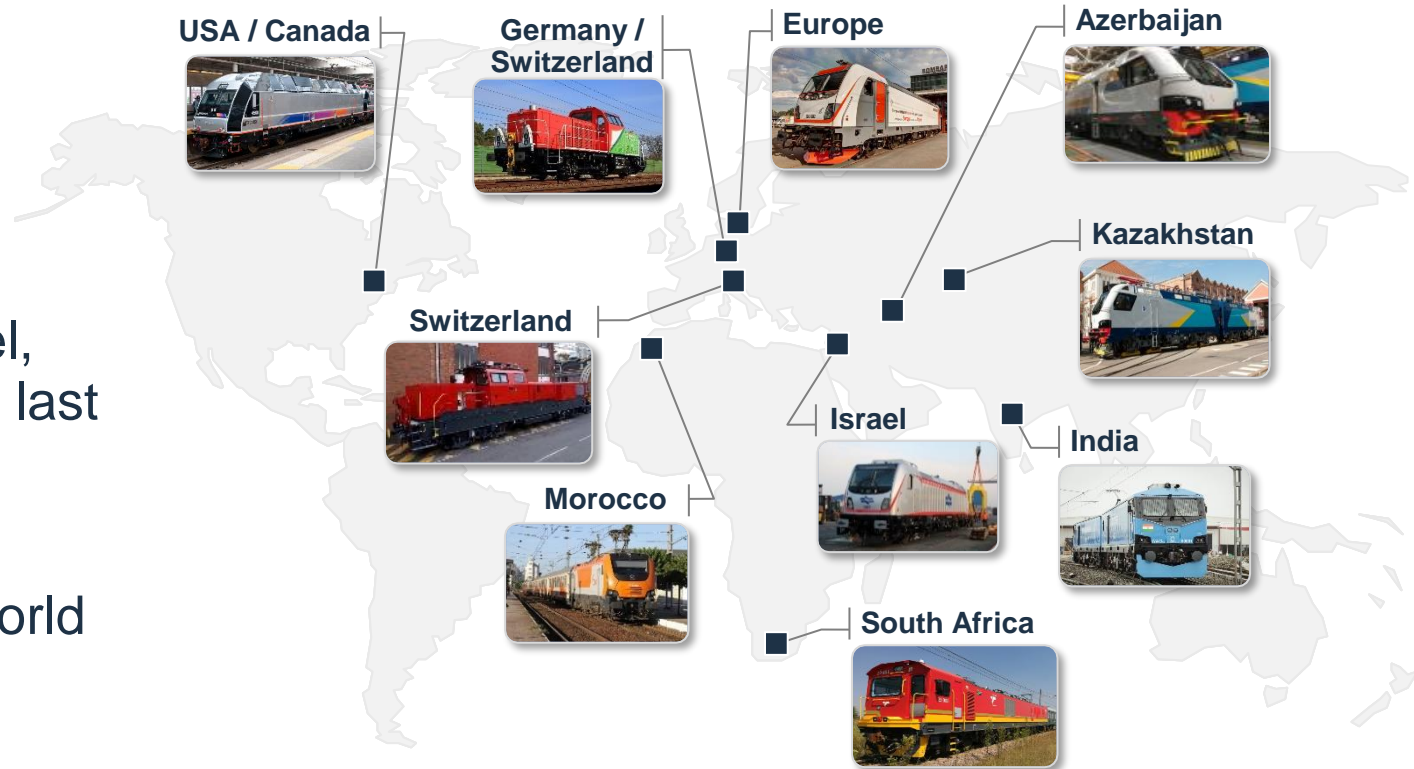 USA / Canada
Germany /
Switzerland
Europe
Azerbaijan
Kazakhstan
Switzerland
el,
last
Israel
India
Morocco
orld
South Africa